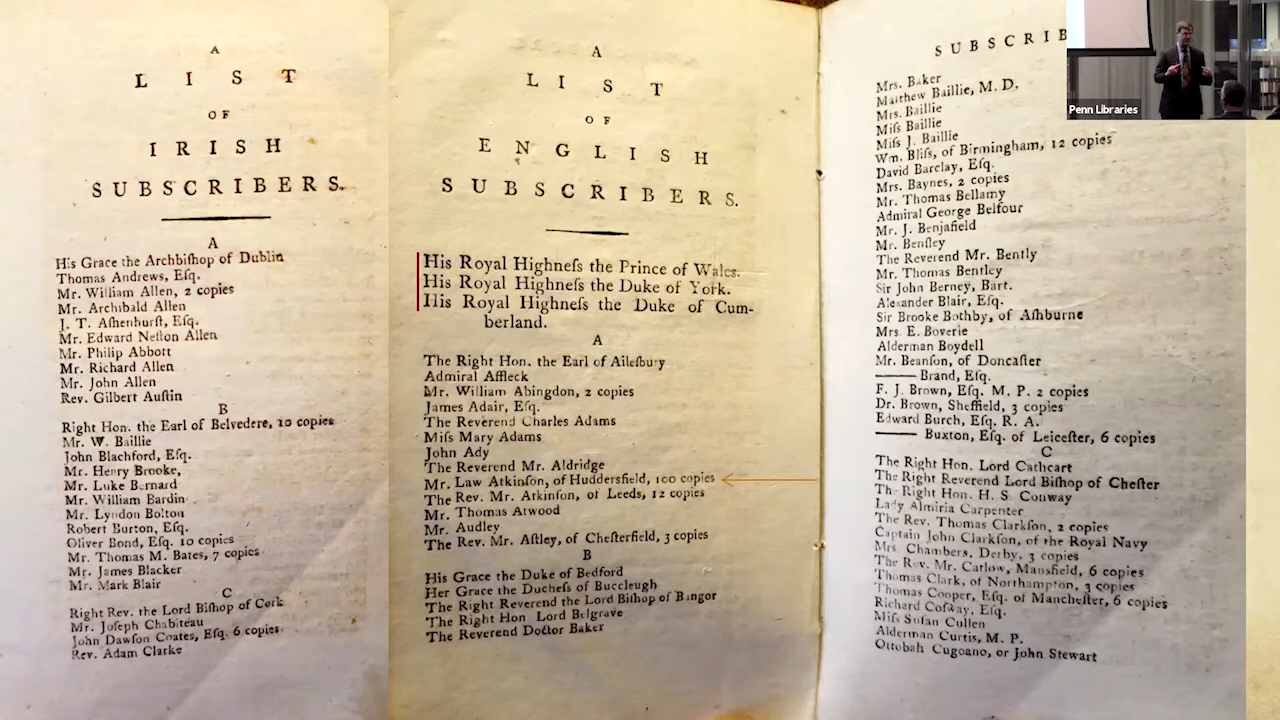 A
LIST
OF
IRISH
SUBSCRIBERS.
A
His Grace the Archbiſhop of Dublin
Thomas Andrews, Eſq.
Mr. William Allen, 2 copies
Mr. Archibald Allen
J. T. Aſhenhurſt, Eſq.
Mr. Edward Neſlon Allen
Mr. Philip Abbott
Mr. Richard Allen
Mr. John Allen
Rev. Gilbert Auſtin
B
Right Hon. the Earl of Belvedere, 10 copies
Mr. W. Baillie
John Blachford, Eſq.
Mr. Henry Brooke,
Mr. Luke Bernard
Mr. William Bardin
Mr. Lyndon Bolton
Robert Burton, Eſq.
Oliver Bond, Eſq. 10 copies
Mr. Thomas M. Bates, 7 copies
Mr. James Blacker
Mr. Mark Blair
C
Right Rev. the Lord Biſhop of Cork
Mr. Joſeph Chabiteau
John Dawſon Coates, Eſq. 6 copies
Rev. Adam Clarke
A
LIST
OF
ENGLISH
SUBSCRIBERS.
His Royal Highneſs the Prince of Wales.
His Royal Highneſs the Duke of York.
His Royal Highneſs the Duke of Cum-
berland.
A
The Right Hon. the Earl of Aileſbury
Admiral Affleck
Mr. William Abingdon, 2 copies
James Adair, Eſq.
The Reverend Charles Adams
Miſs Mary Adams
John Ady
The Reverend Mr. Aldridge
Mr. Law Atkinſon, of Huddersfield, 100 copies
The Rev. Mr. Atkinſon, of Leeds, 12 copies
Mr. Thomas Atwood
Mr. Audley
The Rev. Mr. Aſtley, of Cheſterfield, 3 copies
B
His Grace the Duke of Bedford
Her Grace the Ducheſs of Buccleugh
The Right Reverend the Lord Biſhop of Bangor
The Right Hon Lord Belgrave
The Reverend Doctor Baker
SUBSCRIB
Mrs. Baker
Matthew Baillie, M. D.
Mrs. Baillie
Miſs Baillie
Miſs J. Baillie
Wm. Bliſs, of Birmingham, 12 copies
David Barclay, Eſq.
Mrs. Baynes, 2 copies
Mr. Thomas Bellamy
Admiral George Belfour
Mr. J. Benjafield
Mr. Benſley
The Reverend Mr. Bently
Mr. Thomas Bentley
Sir John Berney, Bart.
Alexander Blair, Eſq.
Sir Brooke Bothby, of Aſhburne
Mrs. E. Boverie
Alderman Boydell
Mr. Beanſon, of Doncaſter
—— Brand, Eſq.
F. J. Brown, Eſq. M. P. 2 copies
Dr. Brown, Sheffield, 3 copies
Edward Burch, Eſq. R. A.
—— Buxton, Eſq. of Leiceſter, 6 copies
C
The Right Hon. Lord Cathcart
The Right Reverend Lord Biſhop of Cheſter
The Right Hon. H. S. Conway
Lady Almiria Carpenter
The Rev. Thomas Clarkſon, 2 copies
Captain John Clarkſon, of the Royal Navy
Mrs. Chambers, Derby, 3 copies
The Rev. Mr. Carlow, Mansfield, 6 copies
Thomas Clark, of Northampton, 3 copies
Thomas Cooper, Eſq. of Mancheſter, 6 copies
Richard Coſway, Eſq.
Miſs Suſan Cullen
Alderman Curtis, M. P.
Ottobah Cugoano, or John Stewart
Penn Libraries